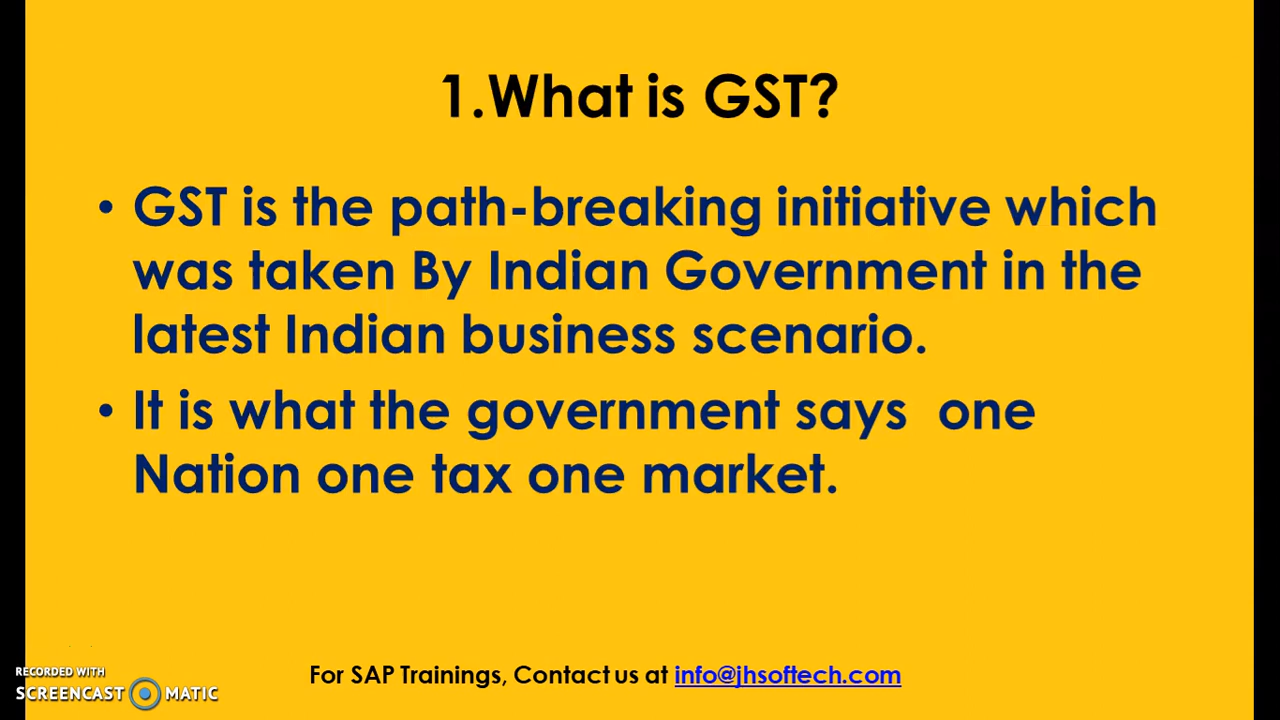 1.What is GST?
• GST is the path-breaking initiative which
was taken By Indian Government in the
latest Indian business scenario.
• It is what the government says  one
Nation one tax one market.
For SAP Trainings, Contact us at info@jhsoftech.com
RECORDED WITH
SCREENCAST MATIC